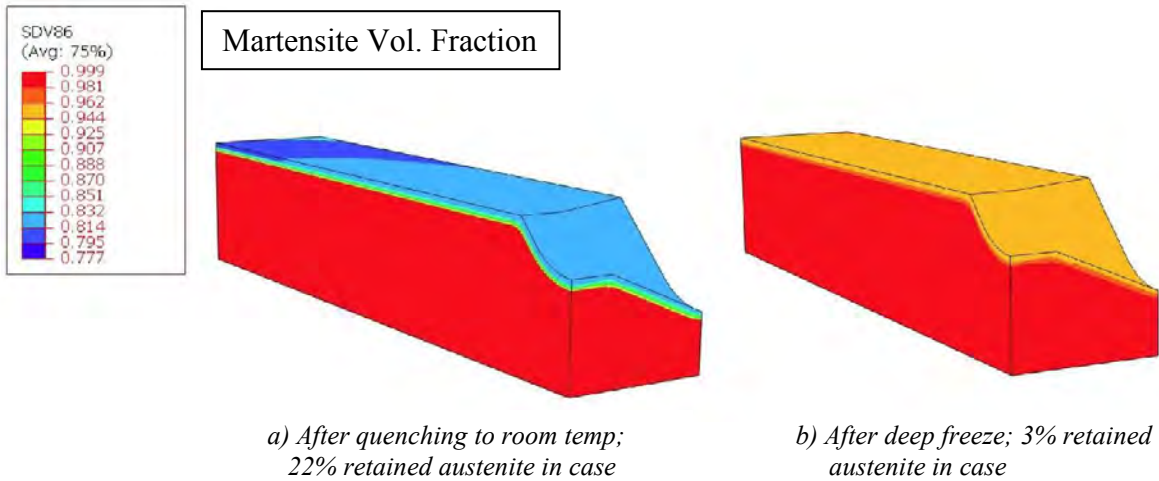 SDV86
(Avg: 75%)
0.999
0.981
0.962
0.944
0.925
0.907
0.888
0.870
0.851
0.832
0.814
0.795
0.777
Martensite Vol. Fraction
a) After quenching to room temp;
22% retained austenite in case
b) After deep freeze; 3% retained
austenite in case